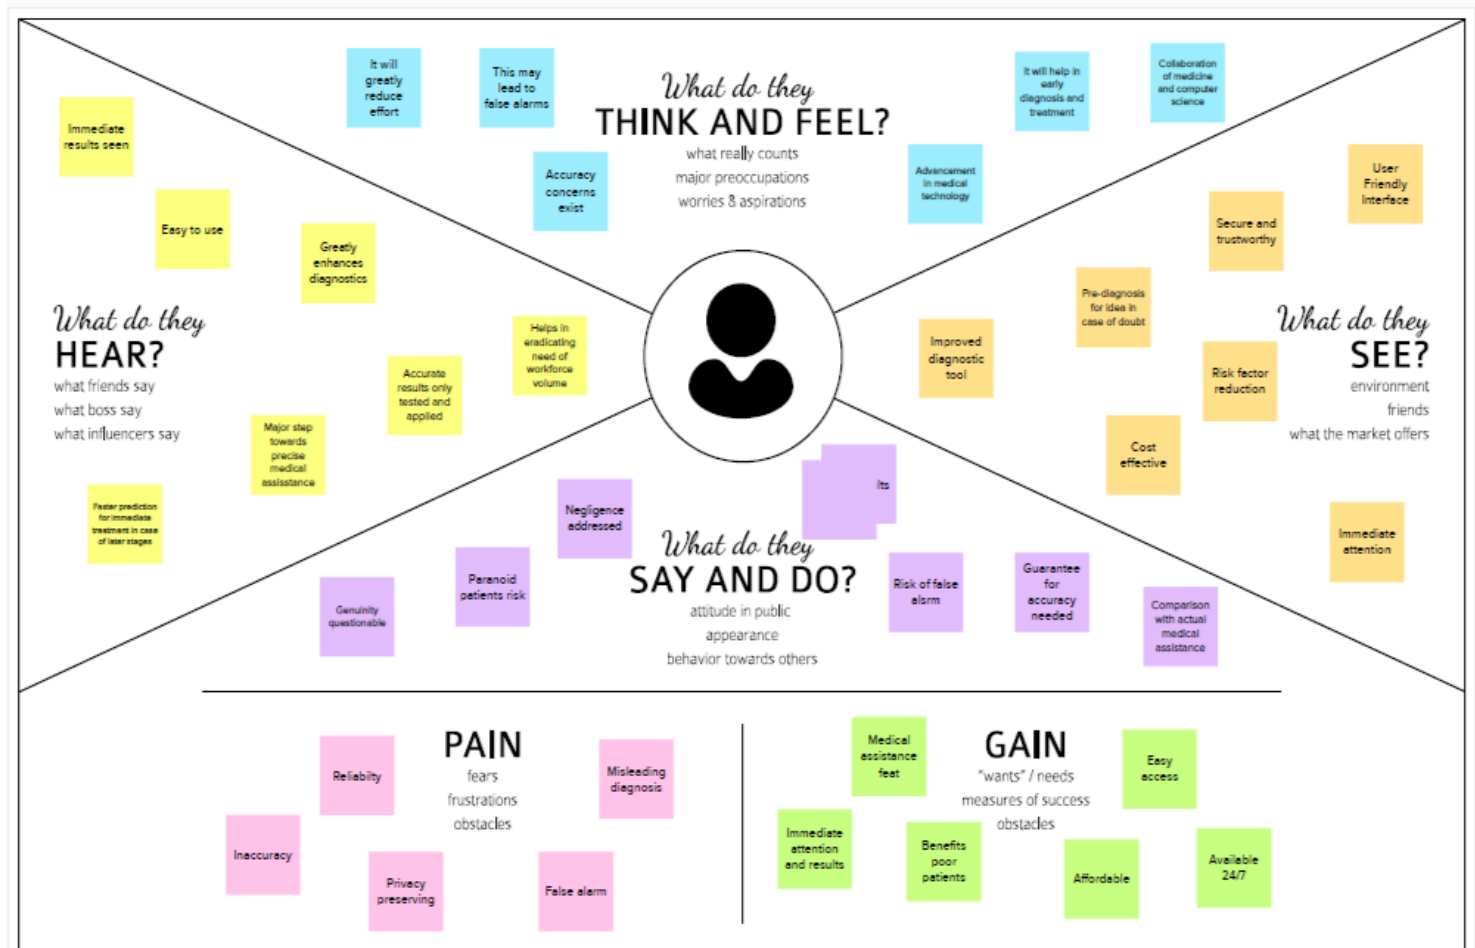 What do they
THINK AND FEEL?
what really counts
major preoccupations
worries & aspirations
It will
greatly
reduce
effort
This may
lead to
false alarms
Accuracy
concerns
exist
It will help in
early
diagnosis and
treatment
Collaboration
of medicine
and computer
science
Advancement
in medical
technology
What do they
HEAR?
what friends say
what boss say
what influencers say
Immediate
results seen
Easy to use
Greatly
enhances
diagnostics
Helps in
eradicating
need of
workforce
volume
Accurate
results only
tested and
applied
Major step
towards
precise
medical
assisstance
Faster prediction
for immediate
treatment in case
of later stages
What do they
SEE?
environment
friends
what the market offers
User
Friendly
Interface
Secure and
trustworthy
Pre-diagnosis
for idea in
case of doubt
Improved
diagnostic
tool
Risk factor
reduction
Cost
effective
Immediate
attention
What do they
SAY AND DO?
attitude in public
appearance
behavior towards others
Negligence
addressed
Paranoid
patients risk
Genuinity
questionable
lts
Risk of false
alsrm
Guarantee
for
accuracy
needed
Comparison
with actual
medical
assistance
PAIN
fears
frustrations
obstacles
Reliabilty
Misleading
diagnosis
Inaccuracy
Privacy
preserving
False alarm
GAIN
"wants" / needs
measures of success
obstacles
Medical
assistance
feat
Easy
access
Immediate
attention
and results
Benefits
poor
patients
Affordable
Available
24/7